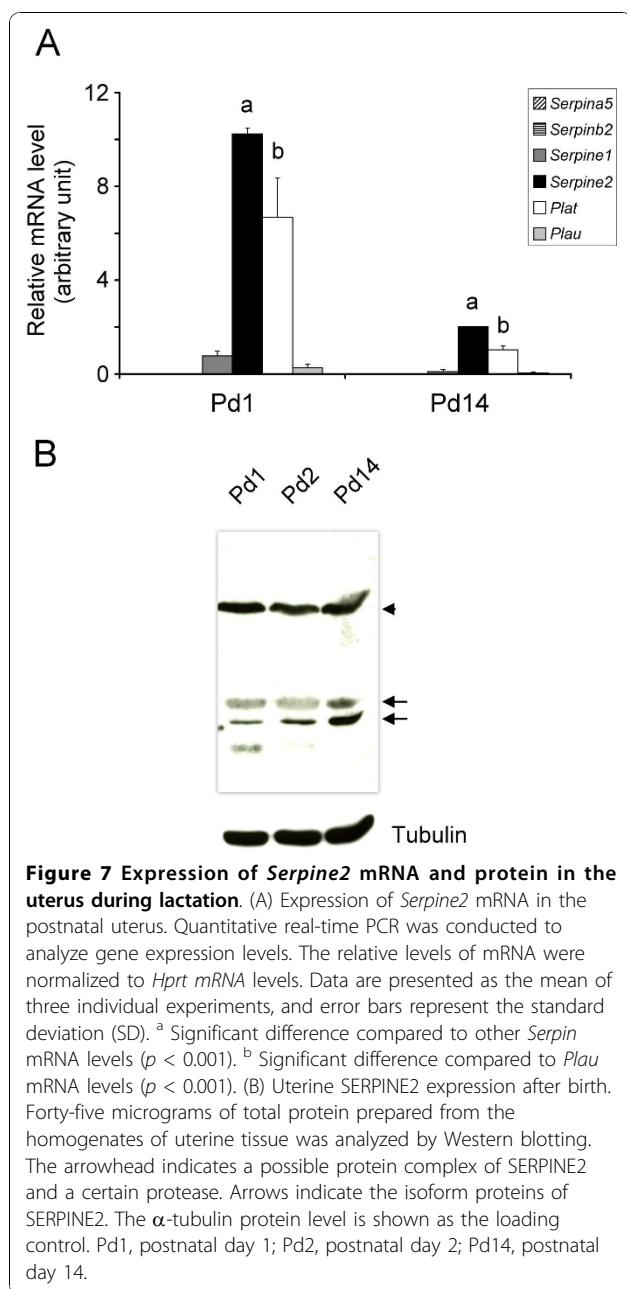 A
12
8
4
0
Relative mRNA level
(arbitrary unit)
a
b
a
b
Pd1
Pd14
Serpina5
Serpinb2
Serpine1
Serpine2
Plat
Plau
B
Pd1
Pd2
Pd14
Tubulin
Figure 7 Expression of Serpine2 mRNA and protein in the
uterus during lactation. (A) Expression of Serpine2 mRNA in the
postnatal uterus. Quantitative real-time PCR was conducted to
analyze gene expression levels. The relative levels of mRNA were
normalized to Hprt mRNA levels. Data are presented as the mean of
three individual experiments, and error bars represent the standard
deviation (SD). a Significant difference compared to other Serpin
mRNA levels (p < 0.001). b Significant difference compared to Plau
mRNA levels (p < 0.001). (B) Uterine SERPINE2 expression after birth.
Forty-five micrograms of total protein prepared from the
homogenates of uterine tissue was analyzed by Western blotting.
The arrowhead indicates a possible protein complex of SERPINE2
and a certain protease. Arrows indicate the isoform proteins of
SERPINE2. The α-tubulin protein level is shown as the loading
control. Pd1, postnatal day 1; Pd2, postnatal day 2; Pd14, postnatal
day 14.